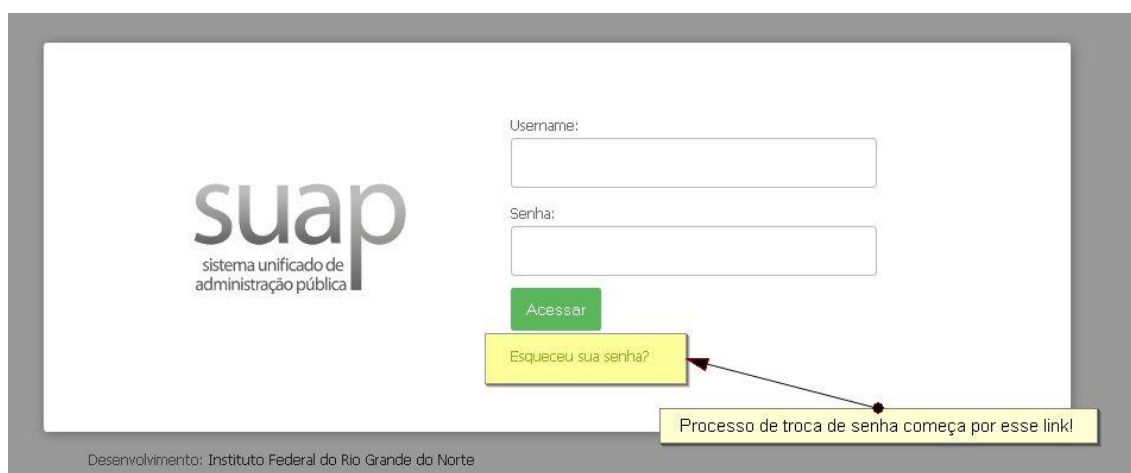 Username:
suap
sistema unificado de
administração pública
Senha:
Acessar
Esqueceu sua senha?
Processo de troca de senha começa por esse link!
Desenvolvimento: Instituto Federal do Rio Grande do Norte